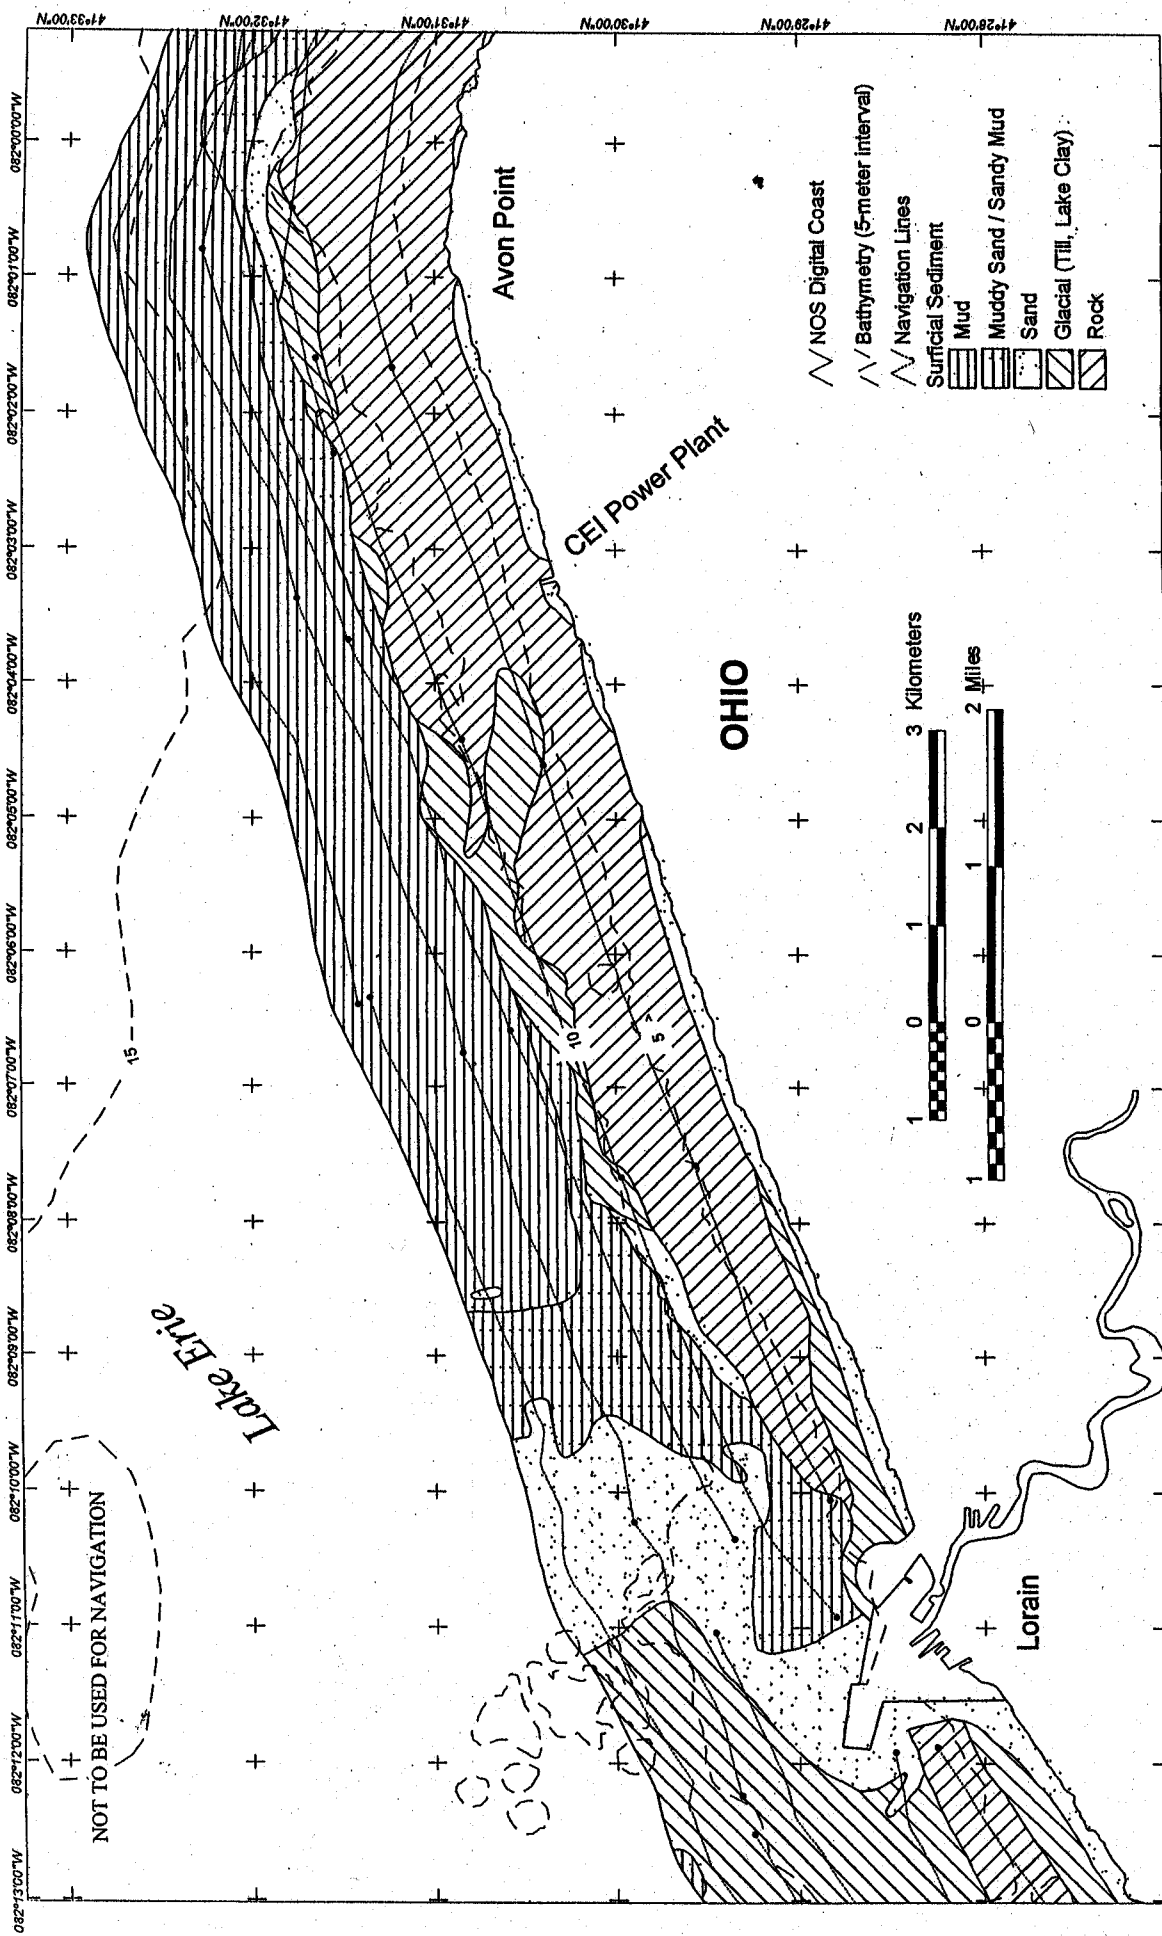 082°13'00"W
082°12'00"W
082°11'00"W
082°10'00"W
082°09'00"W
082°08'00"W
082°07'00"W
082°06'00"W
082°05'00"W
082°04'00"W
082°03'00"W
082°02'00"W
082°01'00"W
082°00'00"W
41°33'00"N
41°32'00"N
41°31'00"N
41°30'00"N
41°29'00"N
41°28'00"N
NOT TO BE USED FOR NAVIGATION
Lake Erie
15
10
5
Avon Point
CEI Power Plant
OHIO
Lorain
1 0 1 2 3 Kilometers
1 0 1 2 Miles
NOS Digital Coast
Bathymetry (5-meter interval)
Navigation Lines
Surficial Sediment
Mud
Muddy Sand / Sandy Mud
Sand
Glacial (Till, Lake Clay)
Rock